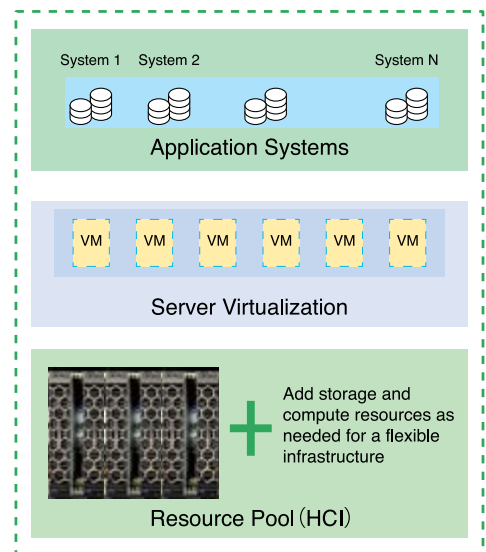 System 1 System 2 System N
Application Systems
VM VM VM VM VM VM
Server Virtualization
Add storage and
compute resources as
needed for a flexible
infrastructure
Resource Pool (HCI)